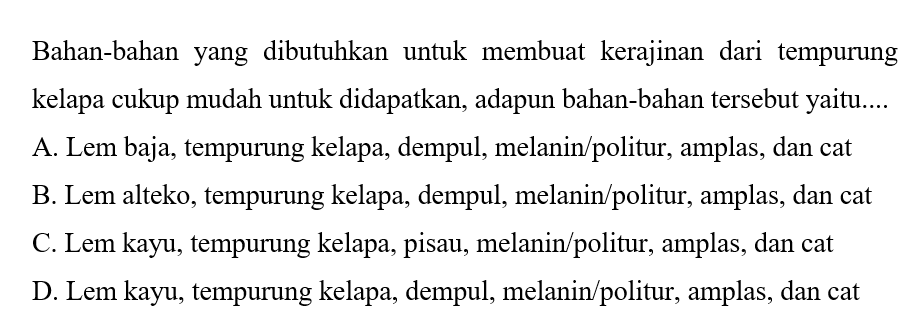 Bahan-bahan yang dibutuhkan untuk membuat kerajinan dari tempurung
kelapa cukup mudah untuk didapatkan, adapun bahan-bahan tersebut yaitu....
A. Lem baja, tempurung kelapa, dempul, melanin/politur, amplas, dan cat
B. Lem alteko, tempurung kelapa, dempul, melanin/politur, amplas, dan cat
C. Lem kayu, tempurung kelapa, pisau, melanin/politur, amplas, dan cat
D. Lem kayu, tempurung kelapa, dempul, melanin/politur, amplas, dan cat